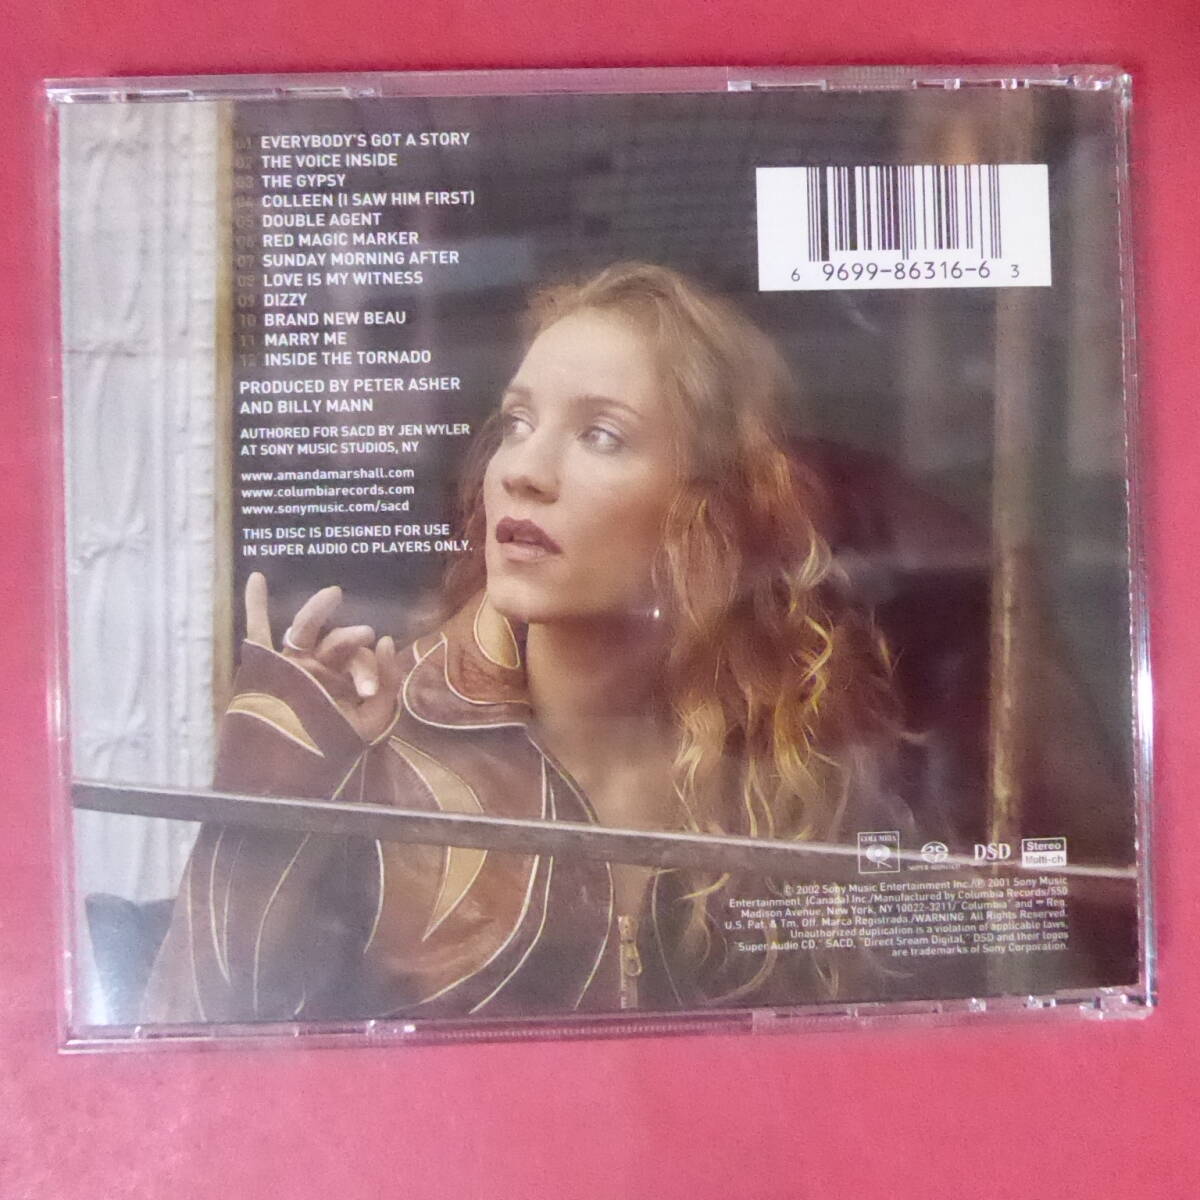 01 EVERYBODY'S GOT A STORY
02 THE VOICE INSIDE
03 THE GYPSY
04 COLLEEN (I SAW HIM FIRST)
05 DOUBLE AGENT
06 RED MAGIC MARKER
07 SUNDAY MORNING AFTER
08 LOVE IS MY WITNESS
09 DIZZY
10 BRAND NEW BEAU
11 MARRY ME
12 INSIDE THE TORNADO
PRODUCED BY PETER ASHER
AND BILLY MANN
AUTHORED FOR SACD BY JEN WYLER
AT SONY MUSIC STUDIOS, NY
www.amandamarshall.com
www.columbiarecords.com
www.sonymusic.com/sacd
THIS DISC IS DESIGNED FOR USE
IN SUPER AUDIO CD PLAYERS ONLY.
6 9699-86316-6 3
COLUMBIA
SUPER AUDIO CD
DSD
Stereo
Multi-ch
© 2002 Sony Music Entertainment Inc./℗ 2001 Sony Music
Entertainment (Canada) Inc./Manufactured by Columbia Records/550
Madison Avenue, New York, NY 10022-3211/"Columbia" and Reg.
U.S. Pat. & Tm. Off. Marca Registrada./WARNING: All Rights Reserved.
Unauthorized duplication is a violation of applicable laws.
"Super Audio CD," SACD, "Direct Sream Digital," DSD and their logos
are trademarks of Sony Corporation.